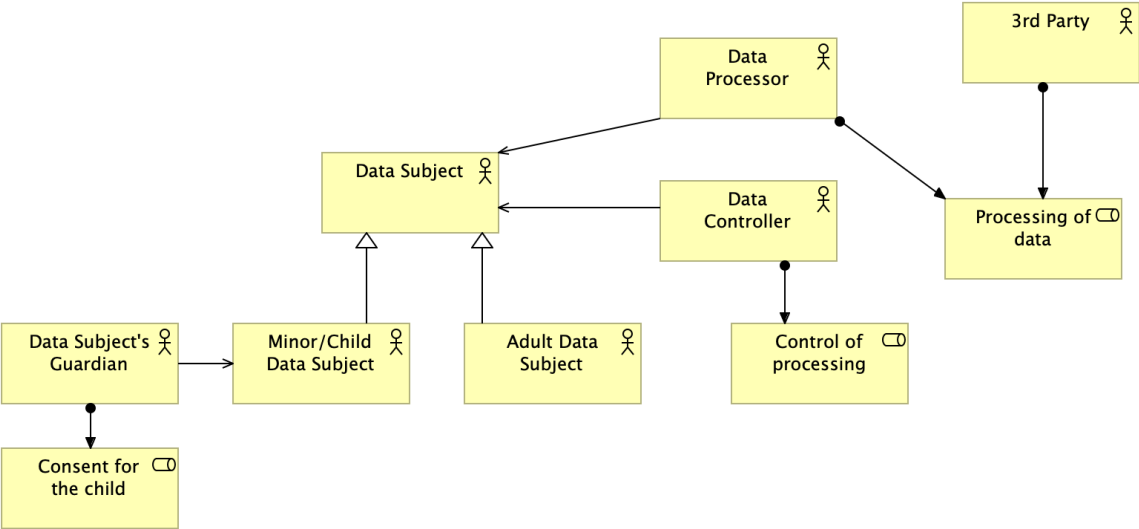 3rd Party
Data
Processor
Data Subject
Data
Controller
Processing of
data
Data Subject's
Guardian
Minor/Child
Data Subject
Adult Data
Subject
Control of
processing
Consent for
the child